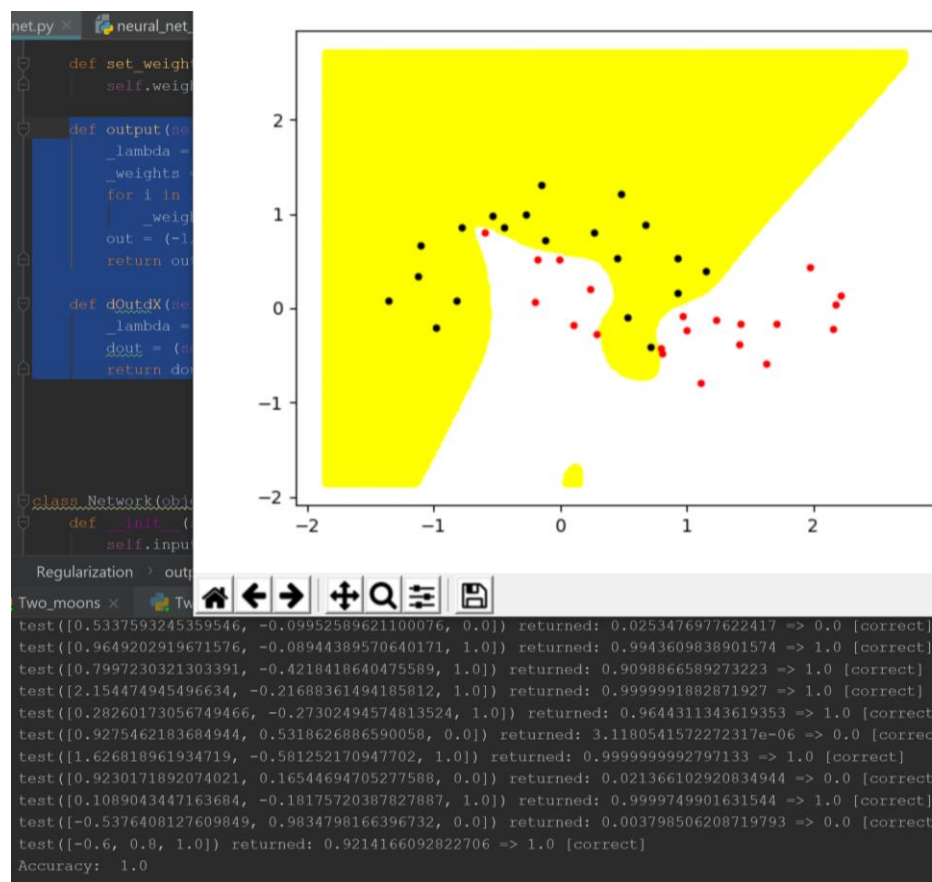 net.py × neural_net_
def set_weigh
self.weig
def output(se
_lambda =
_weights
for i in
_weig
out = (-1
return ou
def dOutdX(se
_lambda =
dout = (s
return do
class Network(obj
def __init__(
self.inpu
Regularization > outp
Two_moons × Tw
2
1
0
−1
−2
−2 −1 0 1 2
test([0.5337593245359546, -0.09952589621100076, 0.0]) returned: 0.0253476977622417 => 0.0 [correct]
test([0.9649202919671576, -0.08944389570640171, 1.0]) returned: 0.9943609838901574 => 1.0 [correct]
test([0.7997230321303391, -0.4218418640475589, 1.0]) returned: 0.9098866589273223 => 1.0 [correct]
test([2.154474945496634, -0.21688361494185812, 1.0]) returned: 0.99999991882871927 => 1.0 [correct]
test([0.28260173056749466, -0.27302494574813524, 1.0]) returned: 0.9644311343619353 => 1.0 [correct
test([0.9275462183684944, 0.5318626886590058, 0.0]) returned: 3.1180541572272317e-06 => 0.0 [correc
test([1.626818961934719, -0.581252170947702, 1.0]) returned: 0.9999999992797133 => 1.0 [correct]
test([0.9230171892074021, 0.16544694705277588, 0.0]) returned: 0.021366102920834944 => 0.0 [correct
test([0.1089043447163684, -0.18175720387827887, 1.0]) returned: 0.9999749901631544 => 1.0 [correct]
test([-0.5376408127609849, 0.9834798166396732, 0.0]) returned: 0.003798506208719793 => 0.0 [correct
test([-0.6, 0.8, 1.0]) returned: 0.9214166092822706 => 1.0 [correct]
Accuracy: 1.0